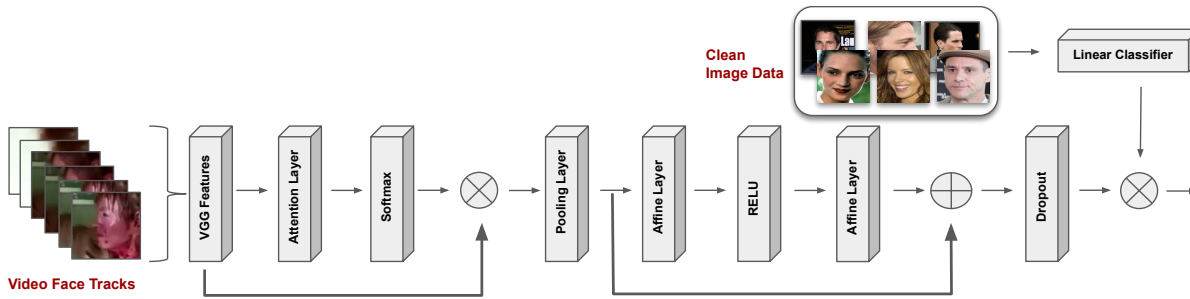 Clean
Image Data
Lau
Linear Classifier
VGG Features
Attention Layer
Softmax
Pooling Layer
Affine Layer
RELU
Affine Layer
Dropout
Video Face Tracks